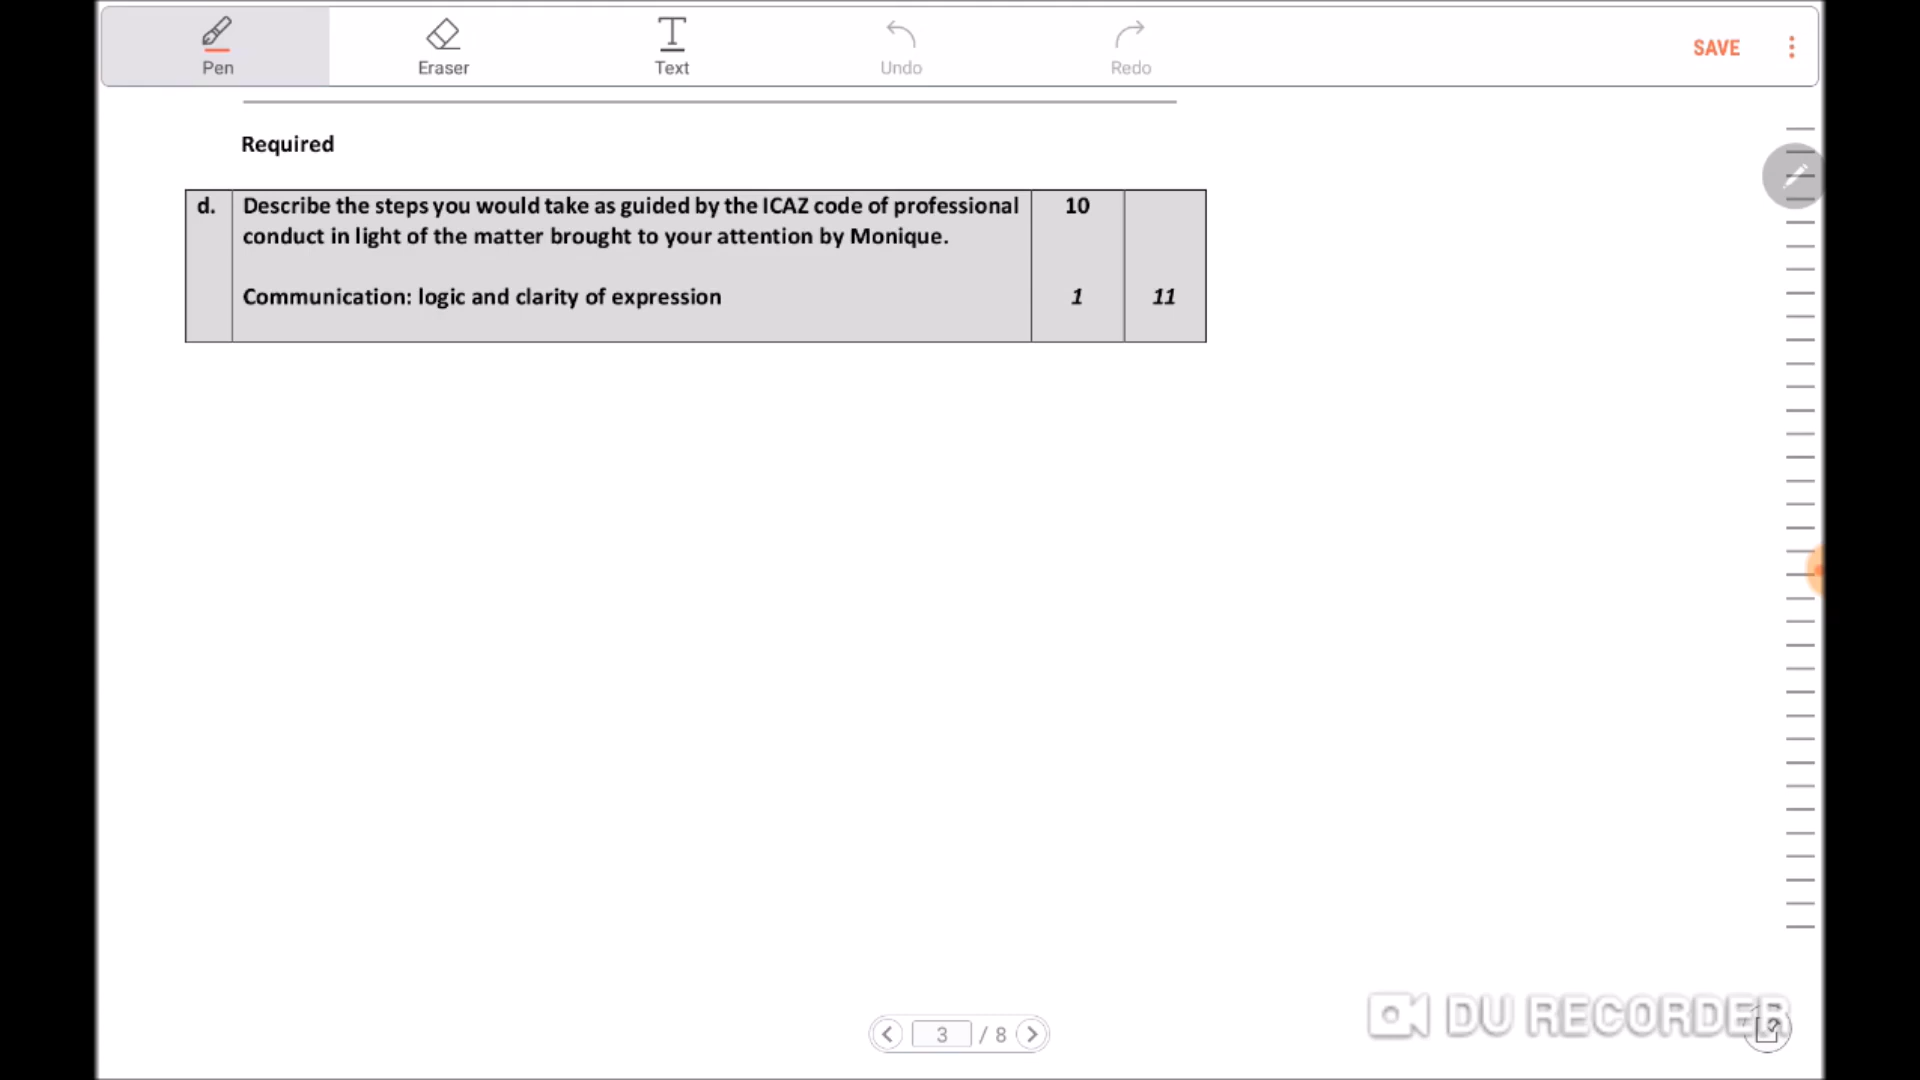 Pen
Eraser
Text
Undo
Redo
SAVE
Required
d. Describe the steps you would take as guided by the ICAZ code of professional 10
conduct in light of the matter brought to your attention by Monique.
Communication: logic and clarity of expression 1 11
3 / 8
DU RECORDER